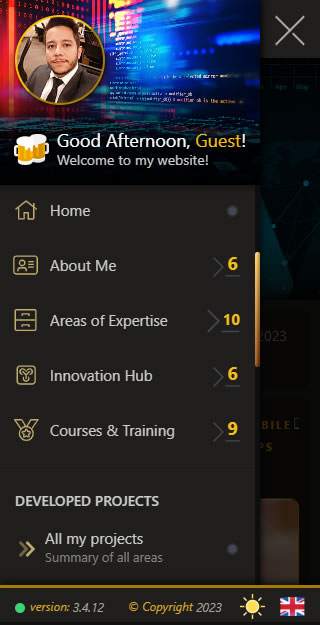 Good Afternoon, Guest!
Welcome to my website!
Home
About Me 6
Areas of Expertise 10
Innovation Hub 6
Courses & Training 9
2023
DEVELOPED PROJECTS
All my projects
Summary of all areas
version: 3.4.12 © Copyright 2023